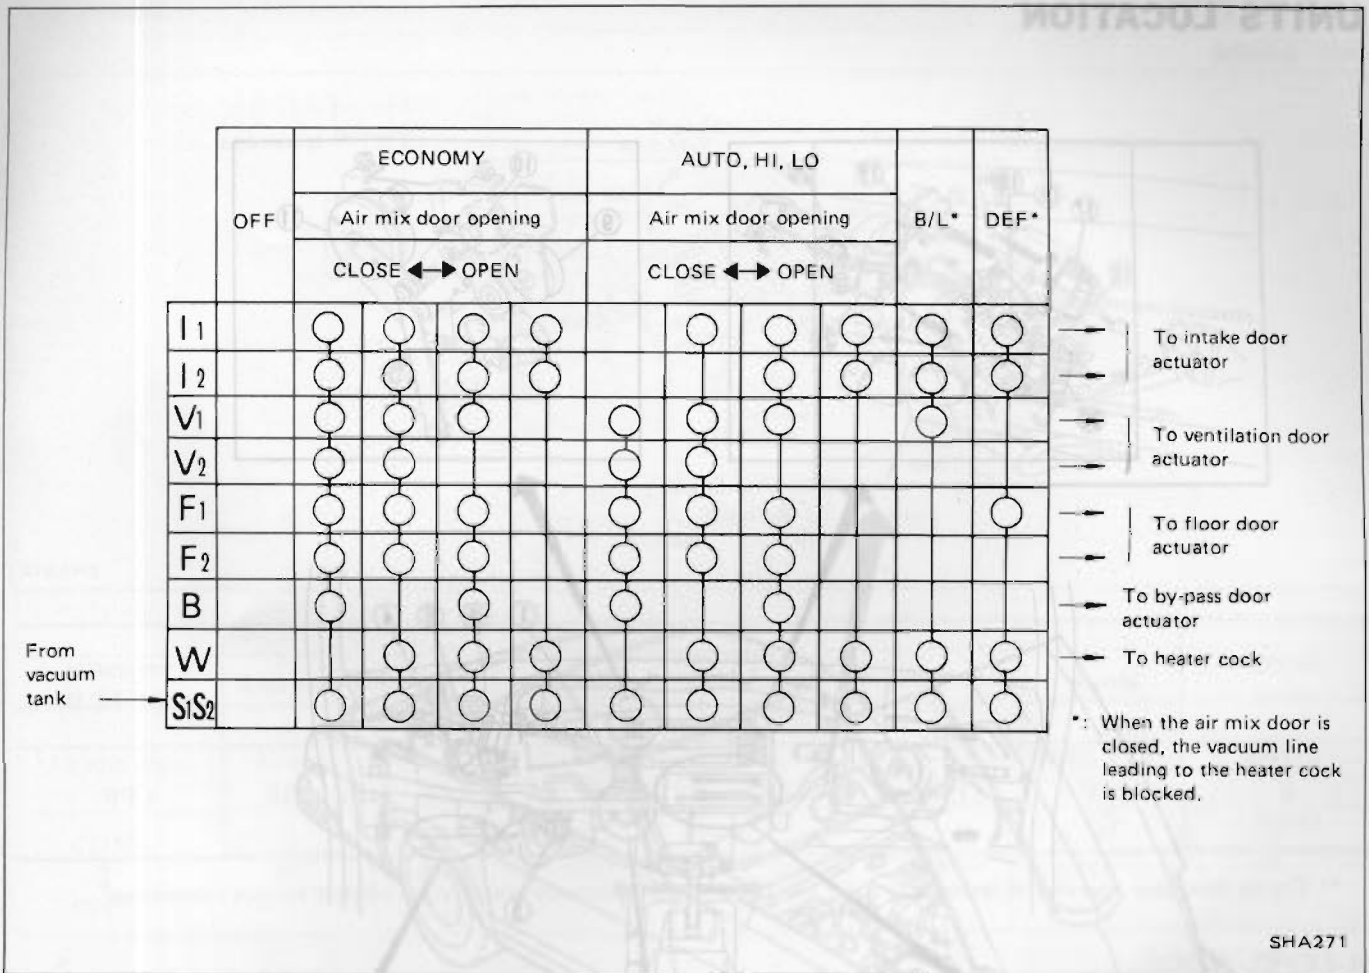 UNITS LOCATION
ECONOMY
AUTO, HI, LO
OFF
Air mix door opening
Air mix door opening
B/L*
DEF*
CLOSE ◄─► OPEN
CLOSE ◄─► OPEN
I1
I2
V1
V2
F1
F2
B
W
S1S2
To intake door
actuator
To ventilation door
actuator
To floor door
actuator
To by-pass door
actuator
To heater cock
From
vacuum
tank
*: When the air mix door is
closed, the vacuum line
leading to the heater cock
is blocked.
SHA271